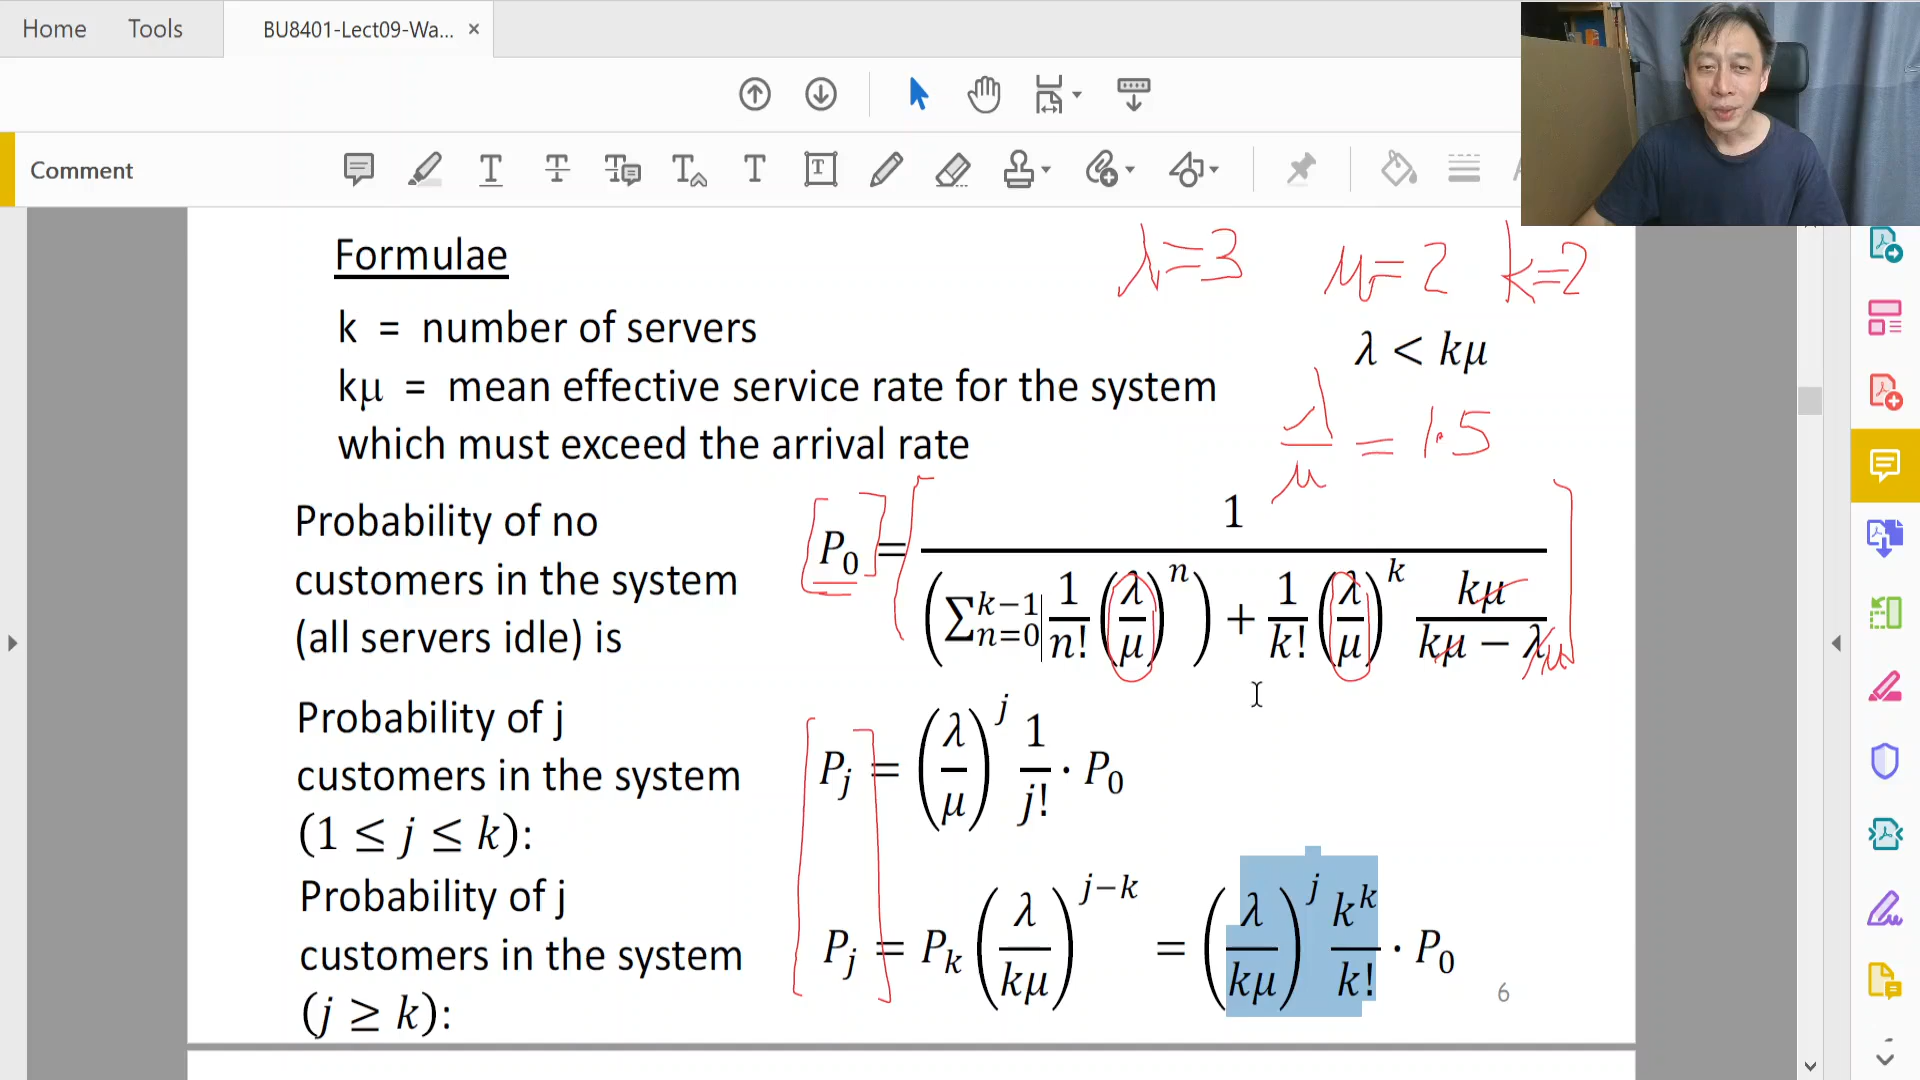 Home Tools BU8401-Lect09-Wa... ×
Comment
Formulae
λ=3 μ=2 k=2
k = number of servers
λ < kμ
kμ = mean effective service rate for the system
which must exceed the arrival rate
λ/μ = 1.5
Probability of no
customers in the system
(all servers idle) is
[P₀] = [1 / ((∑ₙ₌₀ᵏ⁻¹ 1/n! (λ/μ)ⁿ) + 1/k! (λ/μ)ᵏ kμ/(kμ − λ))]
μ
Probability of j
customers in the system
(1 ≤ j ≤ k):
Pⱼ = (λ/μ)ʲ 1/j! · P₀
Probability of j
customers in the system
(j ≥ k):
Pⱼ = Pₖ (λ/kμ)ʲ⁻ᵏ = (λ/kμ)ʲ kᵏ/k! · P₀
6